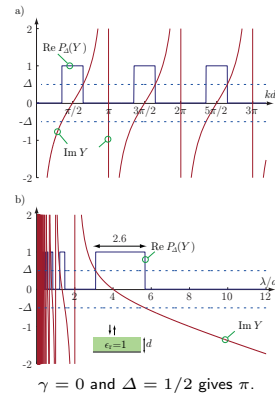 a)
2
Re P_Δ(Y)
1
Δ
0
π/2 π 3π/2 2π 5π/2 3π kd
-Δ
-1
Im Y
2
b)
2
2.6
Re P_Δ(Y)
1
Δ
0
2 4 6 8 10 12 λ/d
-Δ
-1
Im Y
ϵ_z=1 d
-2
γ = 0 and Δ = 1/2 gives π.